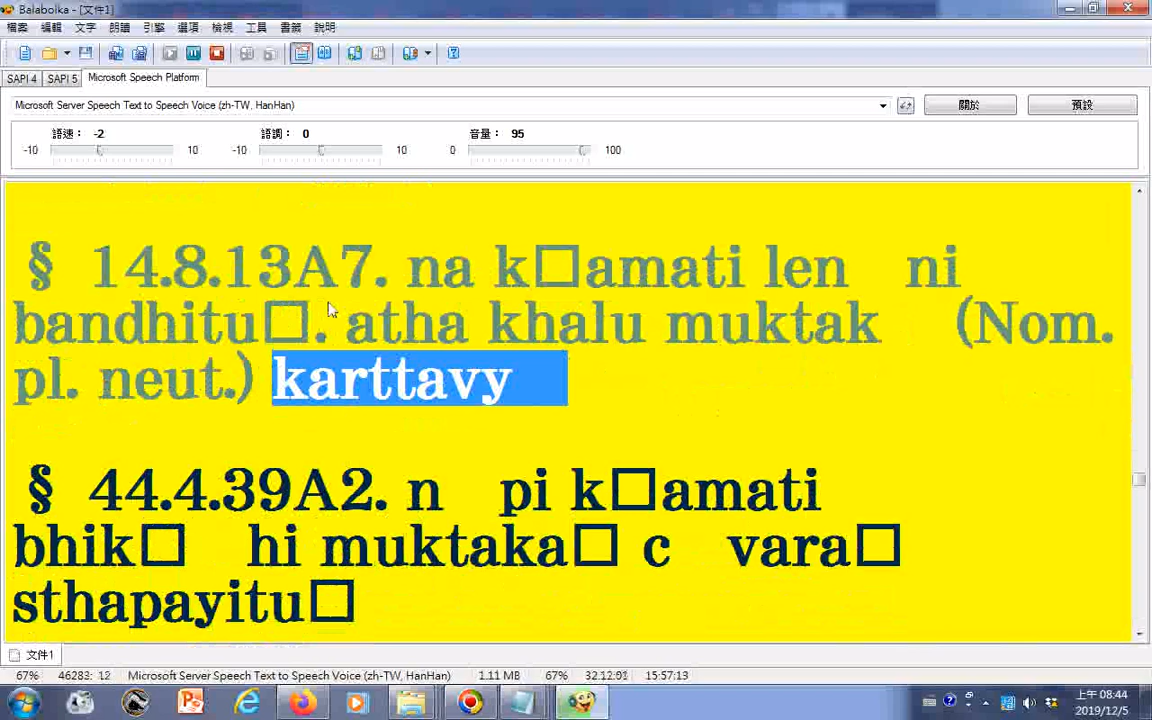 Balabolka - [文件1]
檔案 編輯 文字 朗讀 引擎 選項 檢視 工具 書籤 說明
SAPI 4 SAPI 5 Microsoft Speech Platform
Microsoft Server Speech Text to Speech Voice (zh-TW, HanHan) 關於 預設
語速： -2 語調： 0 音量： 95
-10 10 -10 10 0 100
§ 14.8.13A7. na k□amati len ni
bandhitu□. atha khalu muktak (Nom.
pl. neut.) karttavy
§ 44.4.39A2. n pi k□amati
bhik□ hi muktaka□ c vara□
sthapayitu□
文件1
67% 46283: 12 Microsoft Server Speech Text to Speech Voice (zh-TW, HanHan) 1.11 MB 67% 32:12:91 15:57:13
上午 08:44
2019/12/5